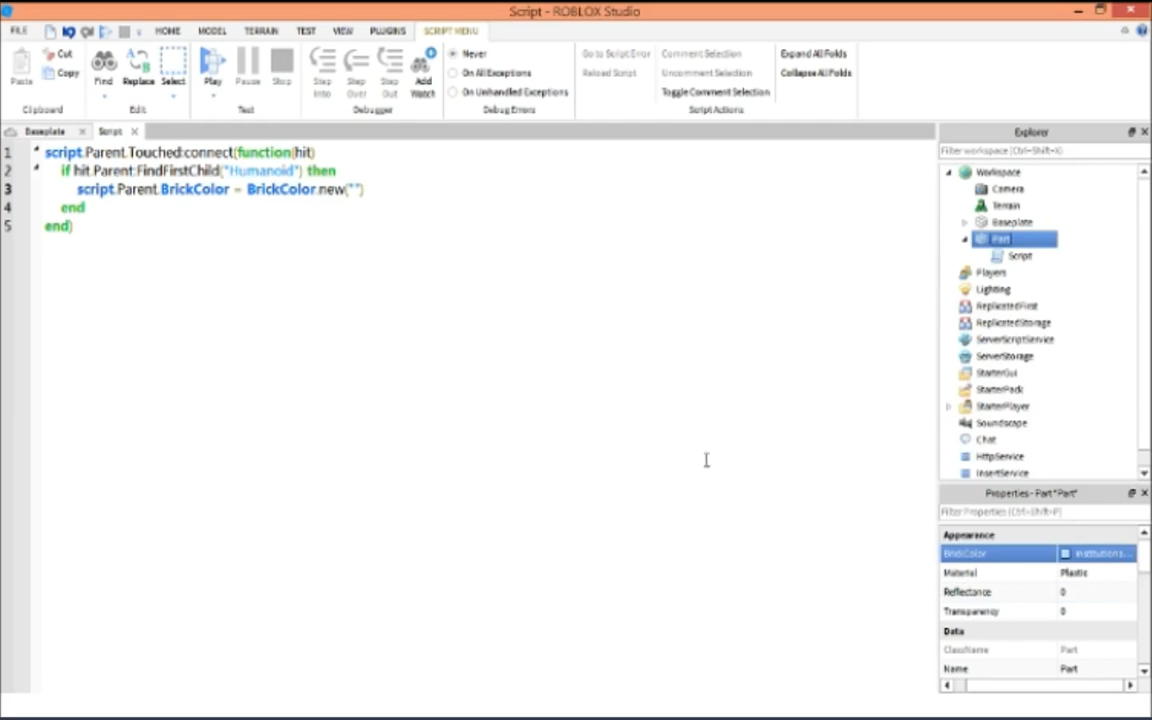 Script - ROBLOX Studio
FILE HOME MODEL TERRAIN TEST VIEW PLUGINS SCRIPT MENU
Paste Cut Copy Find Replace Select Play Pause Stop Step Into Step Over Step Out Add Watch
Never
On All Exceptions
On Unhandled Exceptions
Go to Script Error
Reload Script
Comment Selection
Uncomment Selection
Toggle Comment Selection
Expand All Folds
Collapse All Folds
Clipboard Edit Test Debugger Debug Errors Script Actions
Baseplate Script
1 script.Parent.Touched:connect(function(hit)
2 if hit.Parent:FindFirstChild("Humanoid") then
3 script.Parent.BrickColor = BrickColor.new("")
4 end
5 end)
Explorer
Filter workspace (Ctrl+Shift+X)
Workspace
Camera
Terrain
Baseplate
Part
Script
Players
Lighting
ReplicatedFirst
ReplicatedStorage
ServerScriptService
ServerStorage
StarterGui
StarterPack
StarterPlayer
Soundscape
Chat
HttpService
InsertService
Properties - Part "Part"
Filter Properties (Ctrl+Shift+P)
Appearance
BrickColor Institutiona...
Material Plastic
Reflectance 0
Transparency 0
Data
ClassName Part
Name Part